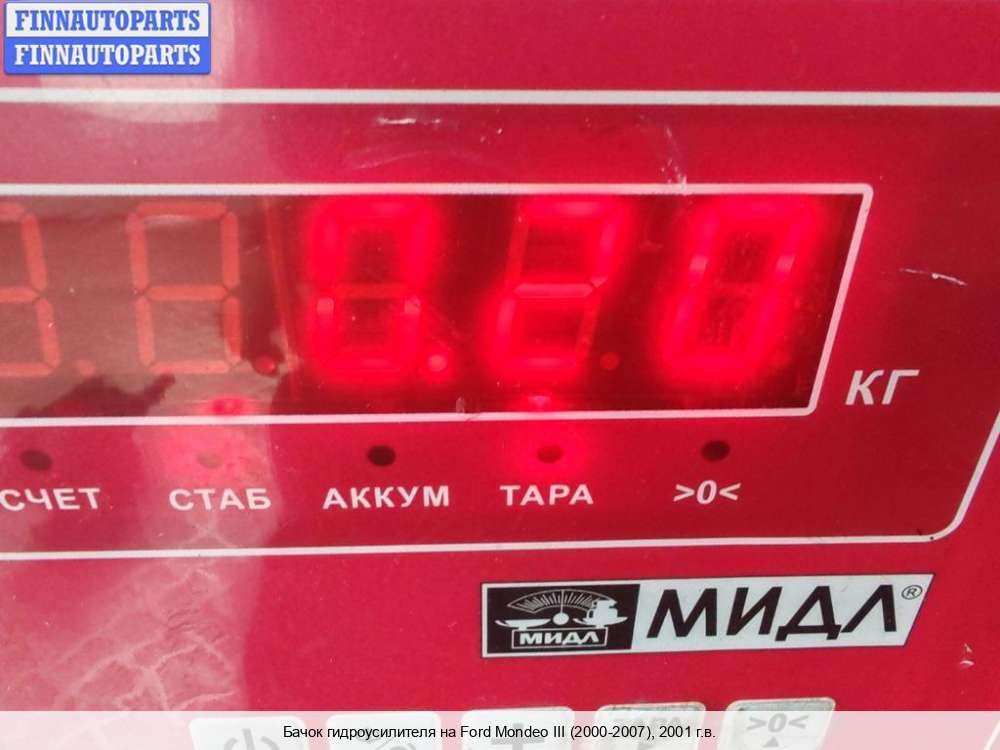 FINNAUTOPARTS
FINNAUTOPARTS
0.20
КГ
СЧЕТ СТАБ АККУМ ТАРА >0<
МИДЛ МИДЛ®
>0<
Бачок гидроусилителя на Ford Mondeo III (2000-2007), 2001 г.в.